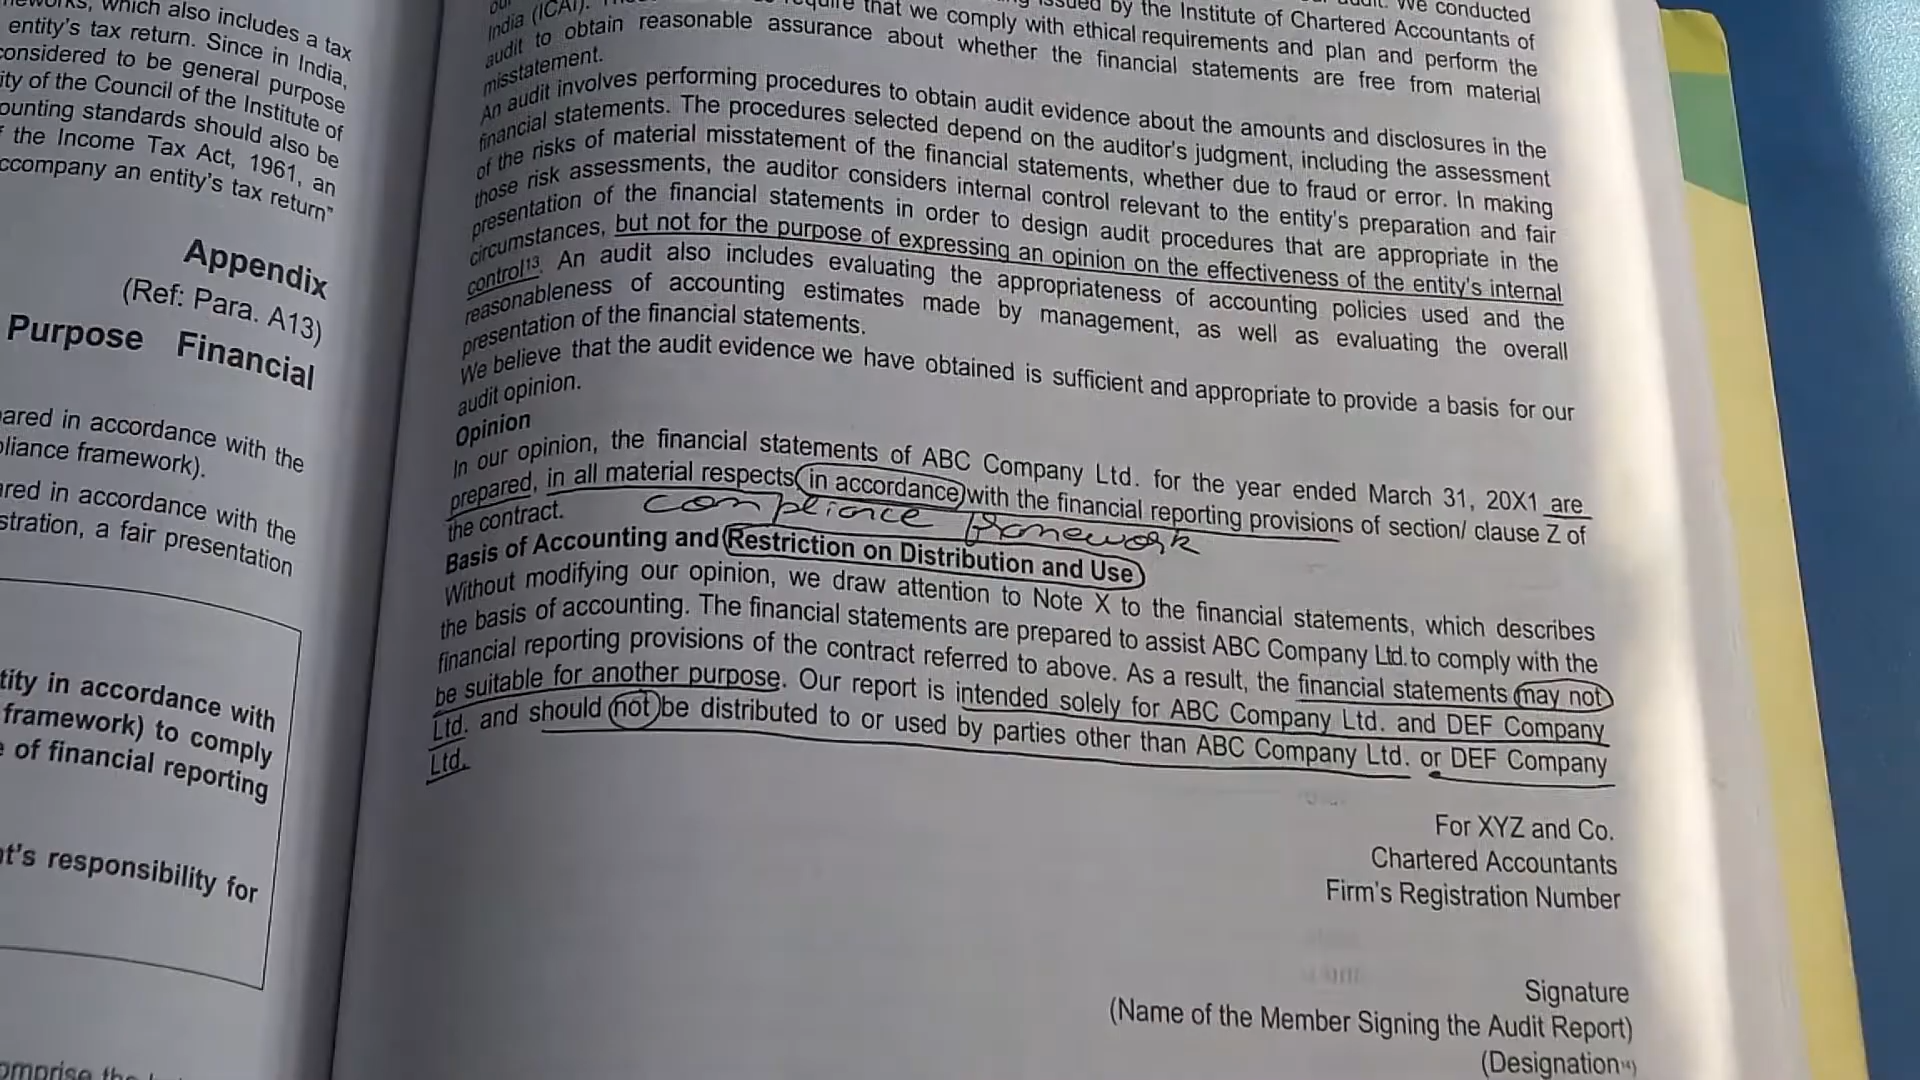 which also includes a tax
entity's tax return. Since in India,
considered to be general purpose
ity of the Council of the Institute of
ounting standards should also be
the Income Tax Act, 1961, an
ccompany an entity's tax return"
Appendix
(Ref: Para. A13)
Purpose Financial
ared in accordance with the
pliance framework).
ared in accordance with the
stration, a fair presentation
tity in accordance with
framework) to comply
of financial reporting
nt's responsibility for
We conducted
issued by the Institute of Chartered Accountants of
India (ICAI). require that we comply with ethical requirements and plan and perform the
audit to obtain reasonable assurance about whether the financial statements are free from material
misstatement.
An audit involves performing procedures to obtain audit evidence about the amounts and disclosures in the
financial statements. The procedures selected depend on the auditor's judgment, including the assessment
of the risks of material misstatement of the financial statements, whether due to fraud or error. In making
those risk assessments, the auditor considers internal control relevant to the entity's preparation and fair
presentation of the financial statements in order to design audit procedures that are appropriate in the
circumstances, but not for the purpose of expressing an opinion on the effectiveness of the entity's internal
control13. An audit also includes evaluating the appropriateness of accounting policies used and the
reasonableness of accounting estimates made by management, as well as evaluating the overall
presentation of the financial statements.
We believe that the audit evidence we have obtained is sufficient and appropriate to provide a basis for our
audit opinion.
Opinion
In our opinion, the financial statements of ABC Company Ltd. for the year ended March 31, 20X1 are
prepared, in all material respects in accordance with the financial reporting provisions of section/ clause Z of
the contract.
compliance framework
Basis of Accounting and Restriction on Distribution and Use
Without modifying our opinion, we draw attention to Note X to the financial statements, which describes
the basis of accounting. The financial statements are prepared to assist ABC Company Ltd. to comply with the
financial reporting provisions of the contract referred to above. As a result, the financial statements may not
be suitable for another purpose. Our report is intended solely for ABC Company Ltd. and DEF Company
Ltd. and should not be distributed to or used by parties other than ABC Company Ltd. or DEF Company
Ltd.
For XYZ and Co.
Chartered Accountants
Firm's Registration Number
Signature
(Name of the Member Signing the Audit Report)
(Designation14)